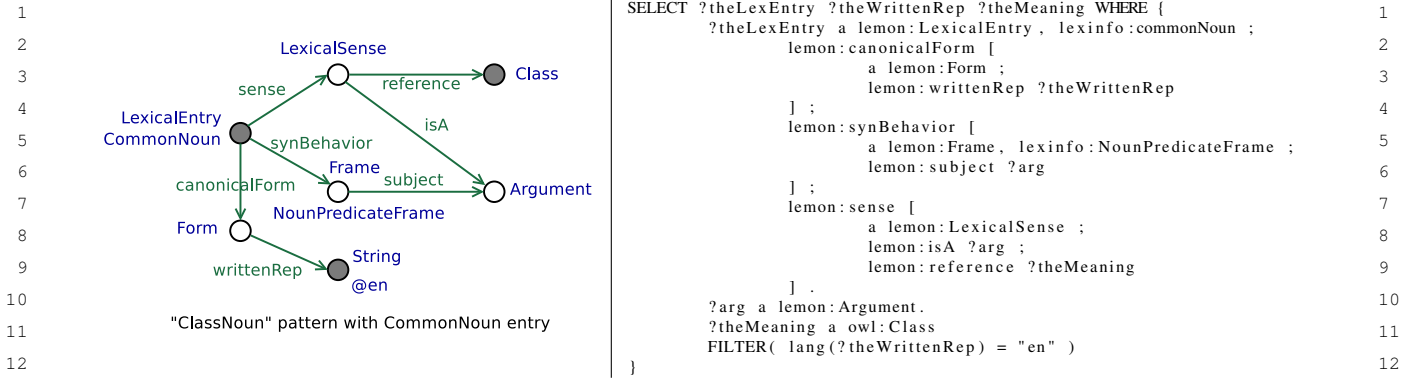 1
2
3
4
5
6
7
8
9
10
11
12
LexicalSense
Class
reference
sense
isA
LexicalEntry
CommonNoun
synBehavior
Frame
subject
canonicalForm
Argument
NounPredicateFrame
Form
String
writtenRep
@en
"ClassNoun" pattern with CommonNoun entry
SELECT ?theLexEntry ?theWrittenRep ?theMeaning WHERE {
?theLexEntry a lemon:LexicalEntry, lexinfo:commonNoun ;
lemon:canonicalForm [
a lemon:Form ;
lemon:writtenRep ?theWrittenRep
] ;
lemon:synBehavior [
a lemon:Frame, lexinfo:NounPredicateFrame ;
lemon:subject ?arg
] ;
lemon:sense [
a lemon:LexicalSense ;
lemon:isA ?arg ;
lemon:reference ?theMeaning
] .
?arg a lemon:Argument.
?theMeaning a owl:Class
FILTER( lang(?theWrittenRep) = "en" )
}
1
2
3
4
5
6
7
8
9
10
11
12